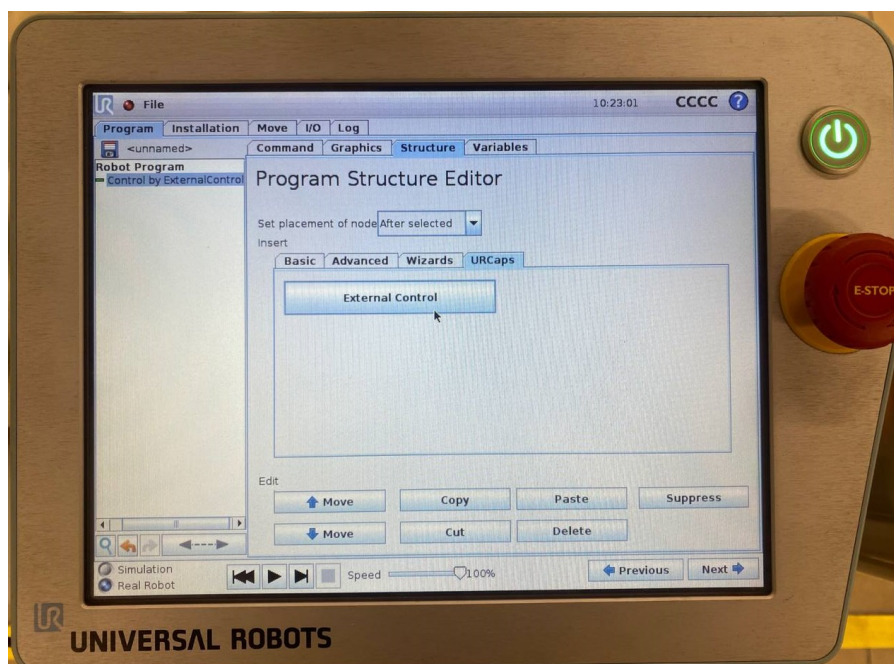 File 10:23:01 CCCC ?
Program Installation Move I/O Log
<unnamed> Command Graphics Structure Variables
Robot Program
Control by ExternalControl
Program Structure Editor
Set placement of node After selected
Insert
Basic Advanced Wizards URCaps
External Control
E-STOP
Edit
Move Copy Paste Suppress
Move Cut Delete
Simulation
Real Robot
Speed 100%
Previous Next
UR
UNIVERSAL ROBOTS